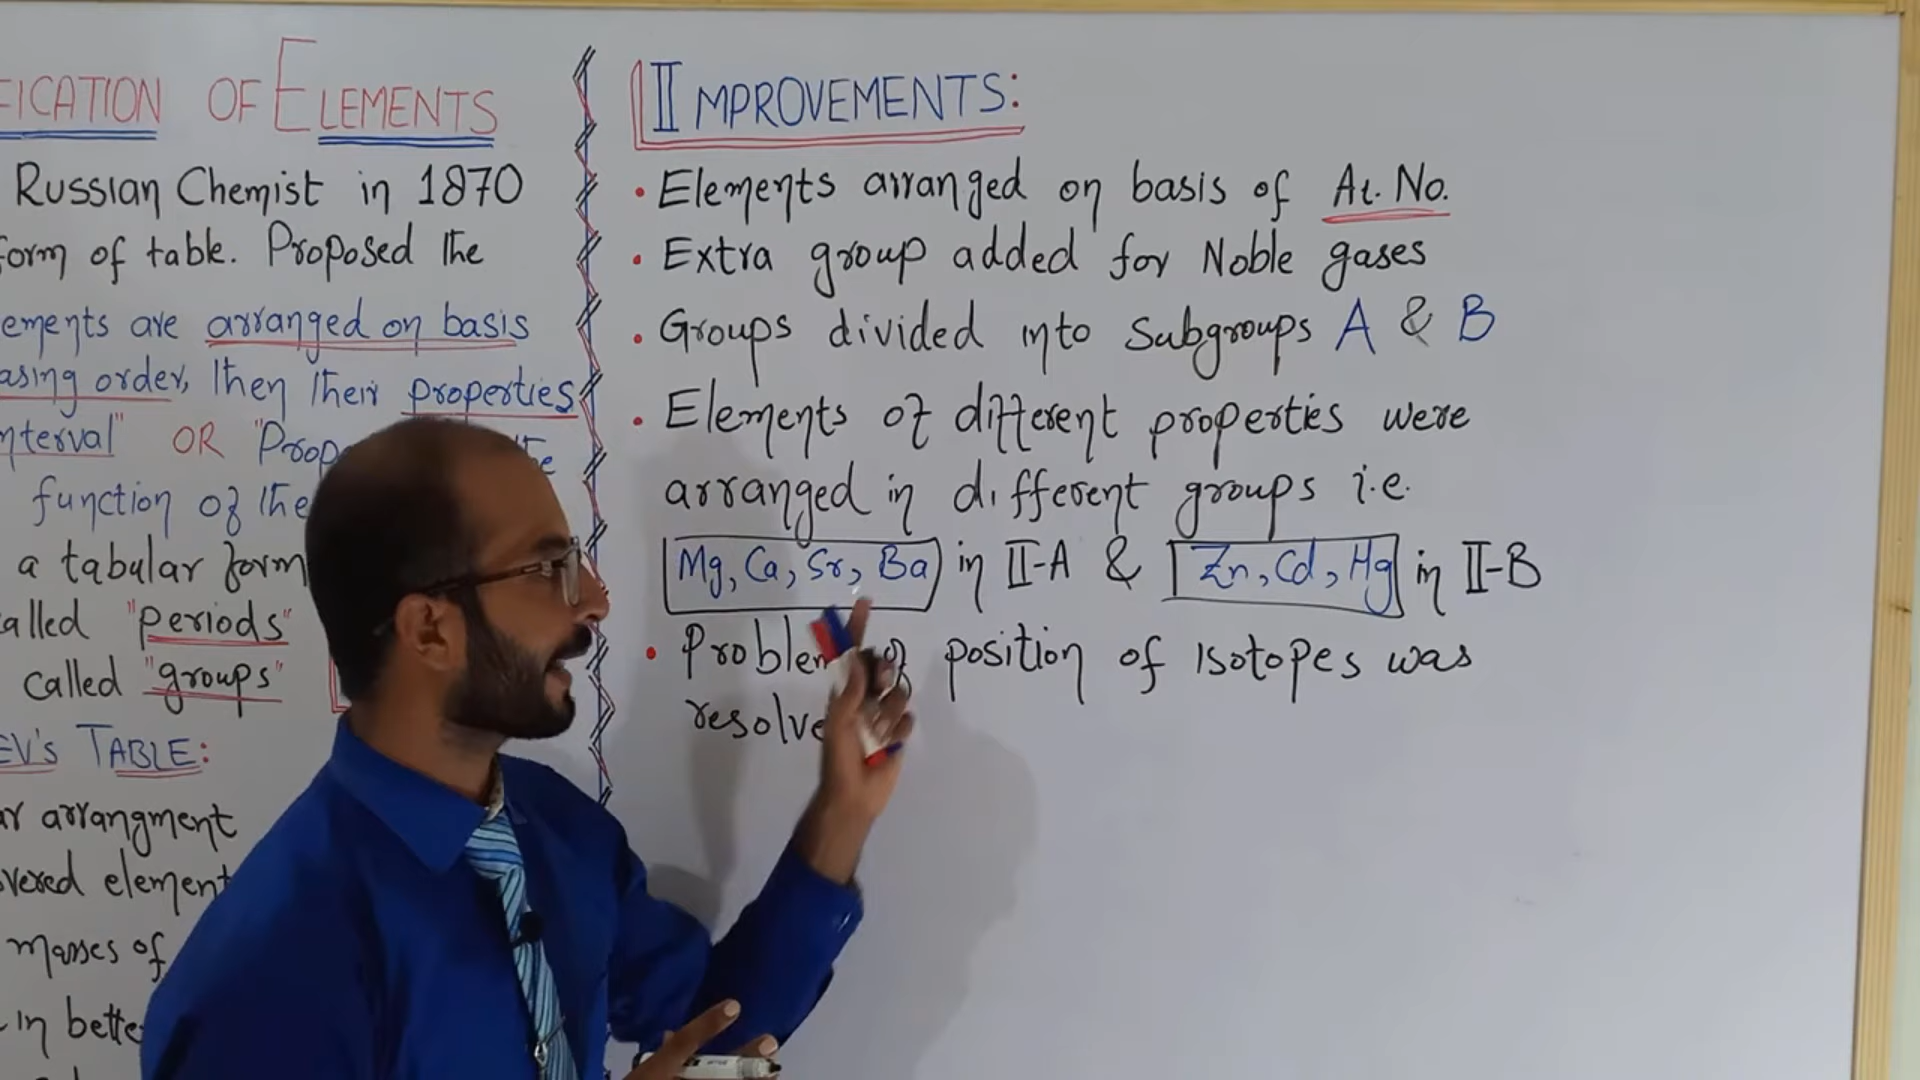 FICATION OF ELEMENTS
Russian Chemist in 1870
form of table. Proposed the
ements are arranged on basis
asing order, then their properties
nterval" OR "Prop te
function of the
a tabular form
alled "periods"
called "groups"
EV's TABLE:
ar arrangment
vered element
masses of
in bette
IMPROVEMENTS:
• Elements arranged on basis of At. No.
• Extra group added for Noble gases
• Groups divided into Subgroups A & B
• Elements of different properties were
arranged in different groups i.e.
Mg, Ca, Sr, Ba in II-A & Zn, Cd, Hg in II-B
• Problem of position of isotopes was
resolve